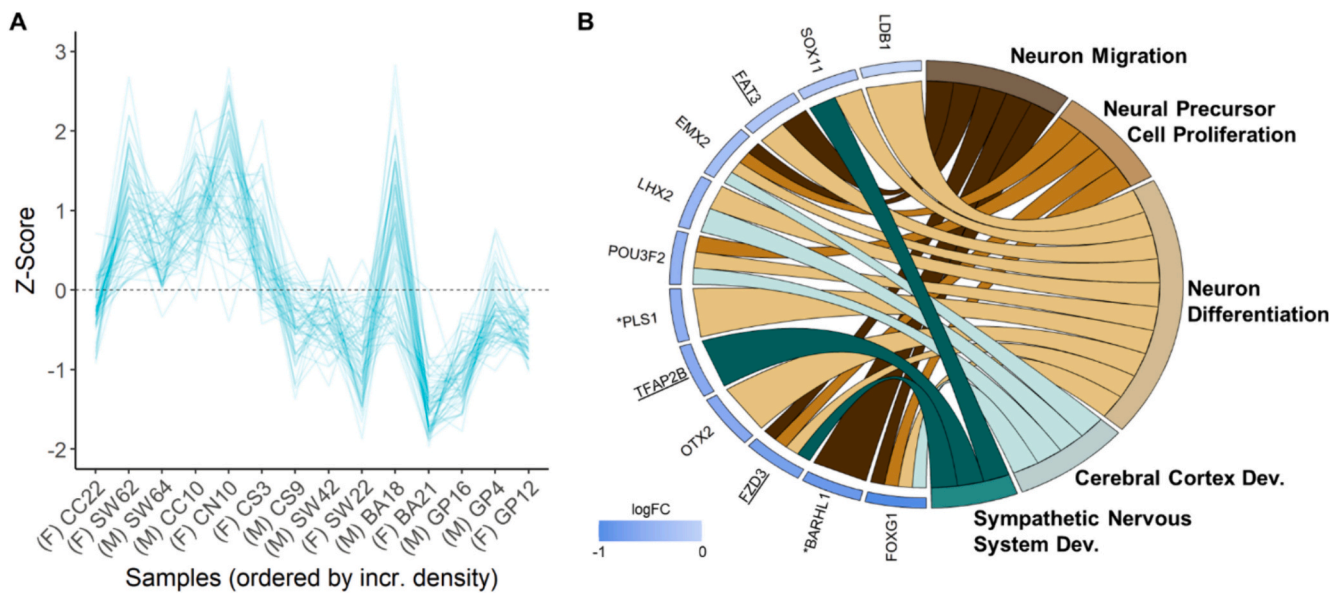 A
Z-Score
3
2
1
0
-1
-2
(F) CC22
(F) SW62
(M) SW64
(M) CC10
(F) CN10
(F) CS3
(M) CS9
(M) SW42
(F) SW22
(M) BA18
(F) BA21
(M) GP16
(M) GP4
(F) GP12
Samples (ordered by incr. density)
B
LDB1
SOX11
FAT3
EMX2
LHX2
POU3F2
*PLS1
TFAP2B
OTX2
FZD3
*BARHL1
FOXG1
Neuron Migration
Neural Precursor
Cell Proliferation
Neuron
Differentiation
Cerebral Cortex Dev.
Sympathetic Nervous
System Dev.
logFC
-1 0